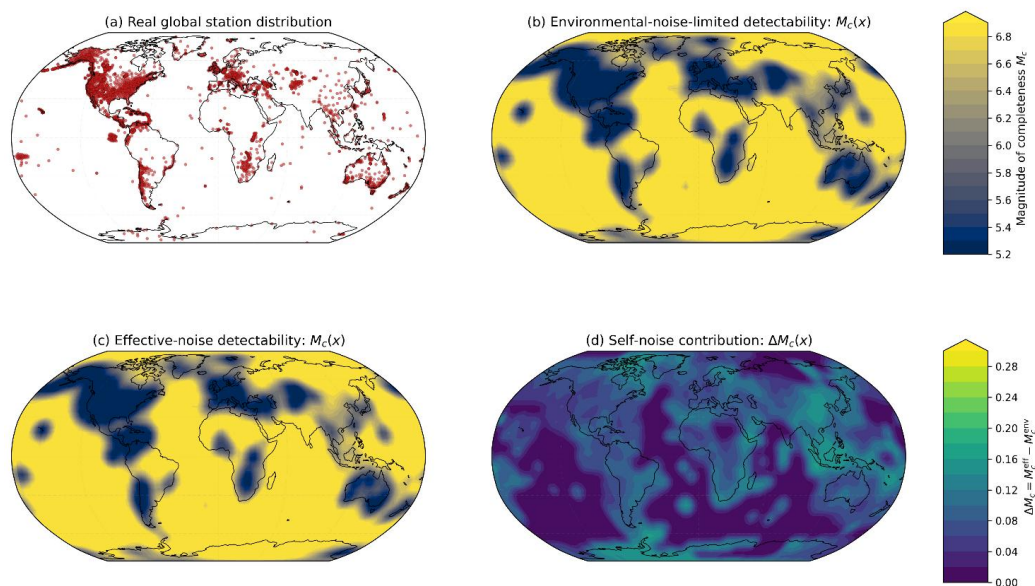 (a) Real global station distribution
(b) Environmental-noise-limited detectability: M_c(x)
6.8
6.6
6.4
6.2
6.0
5.8
5.6
5.4
5.2
Magnitude of completeness M_c
(c) Effective-noise detectability: M_c(x)
(d) Self-noise contribution: ΔM_c(x)
0.28
0.24
0.20
0.16
0.12
0.08
0.04
0.00
ΔM_c = M_c^eff − M_c^env